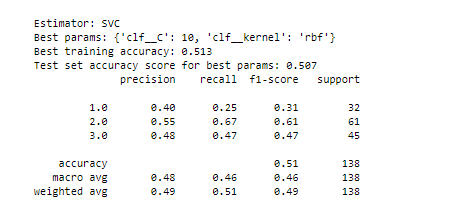 Estimator: SVC
Best params: {'clf__C': 10, 'clf__kernel': 'rbf'}
Best training accuracy: 0.513
Test set accuracy score for best params: 0.507
precision recall f1-score support
1.0 0.40 0.25 0.31 32
2.0 0.55 0.67 0.61 61
3.0 0.48 0.47 0.47 45
accuracy 0.51 138
macro avg 0.48 0.46 0.46 138
weighted avg 0.49 0.51 0.49 138